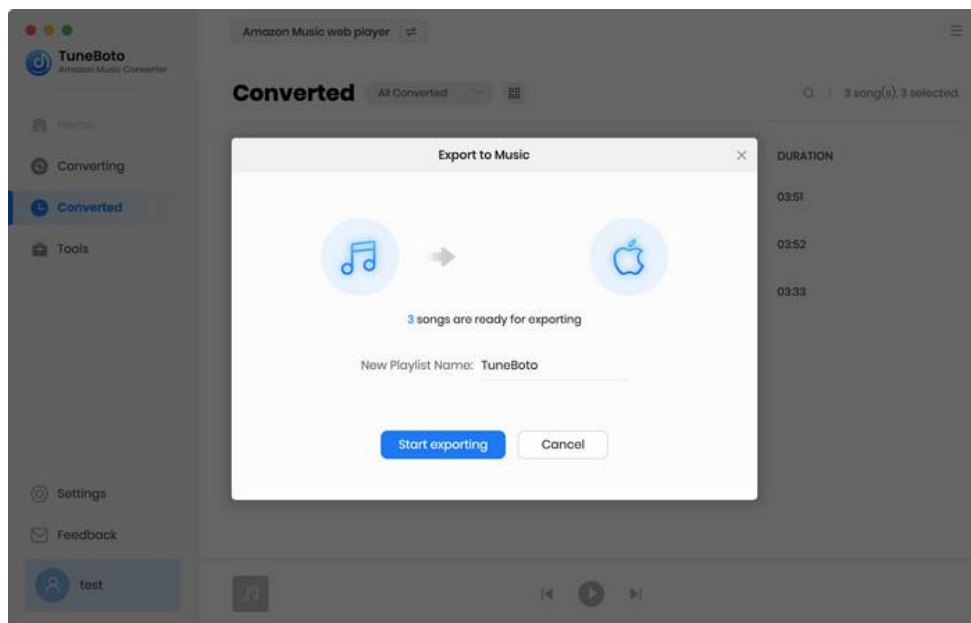 Amazon Music web player
TuneBoto
Amazon Music Converter
Converted
All Converted
3 song(s), 3 selected.
Home
Converting
Converted
Tools
Settings
Feedback
test
Export to Music
DURATION
03:51
03:52
03:33
3 songs are ready for exporting
New Playlist Name: TuneBoto
Start exporting
Cancel